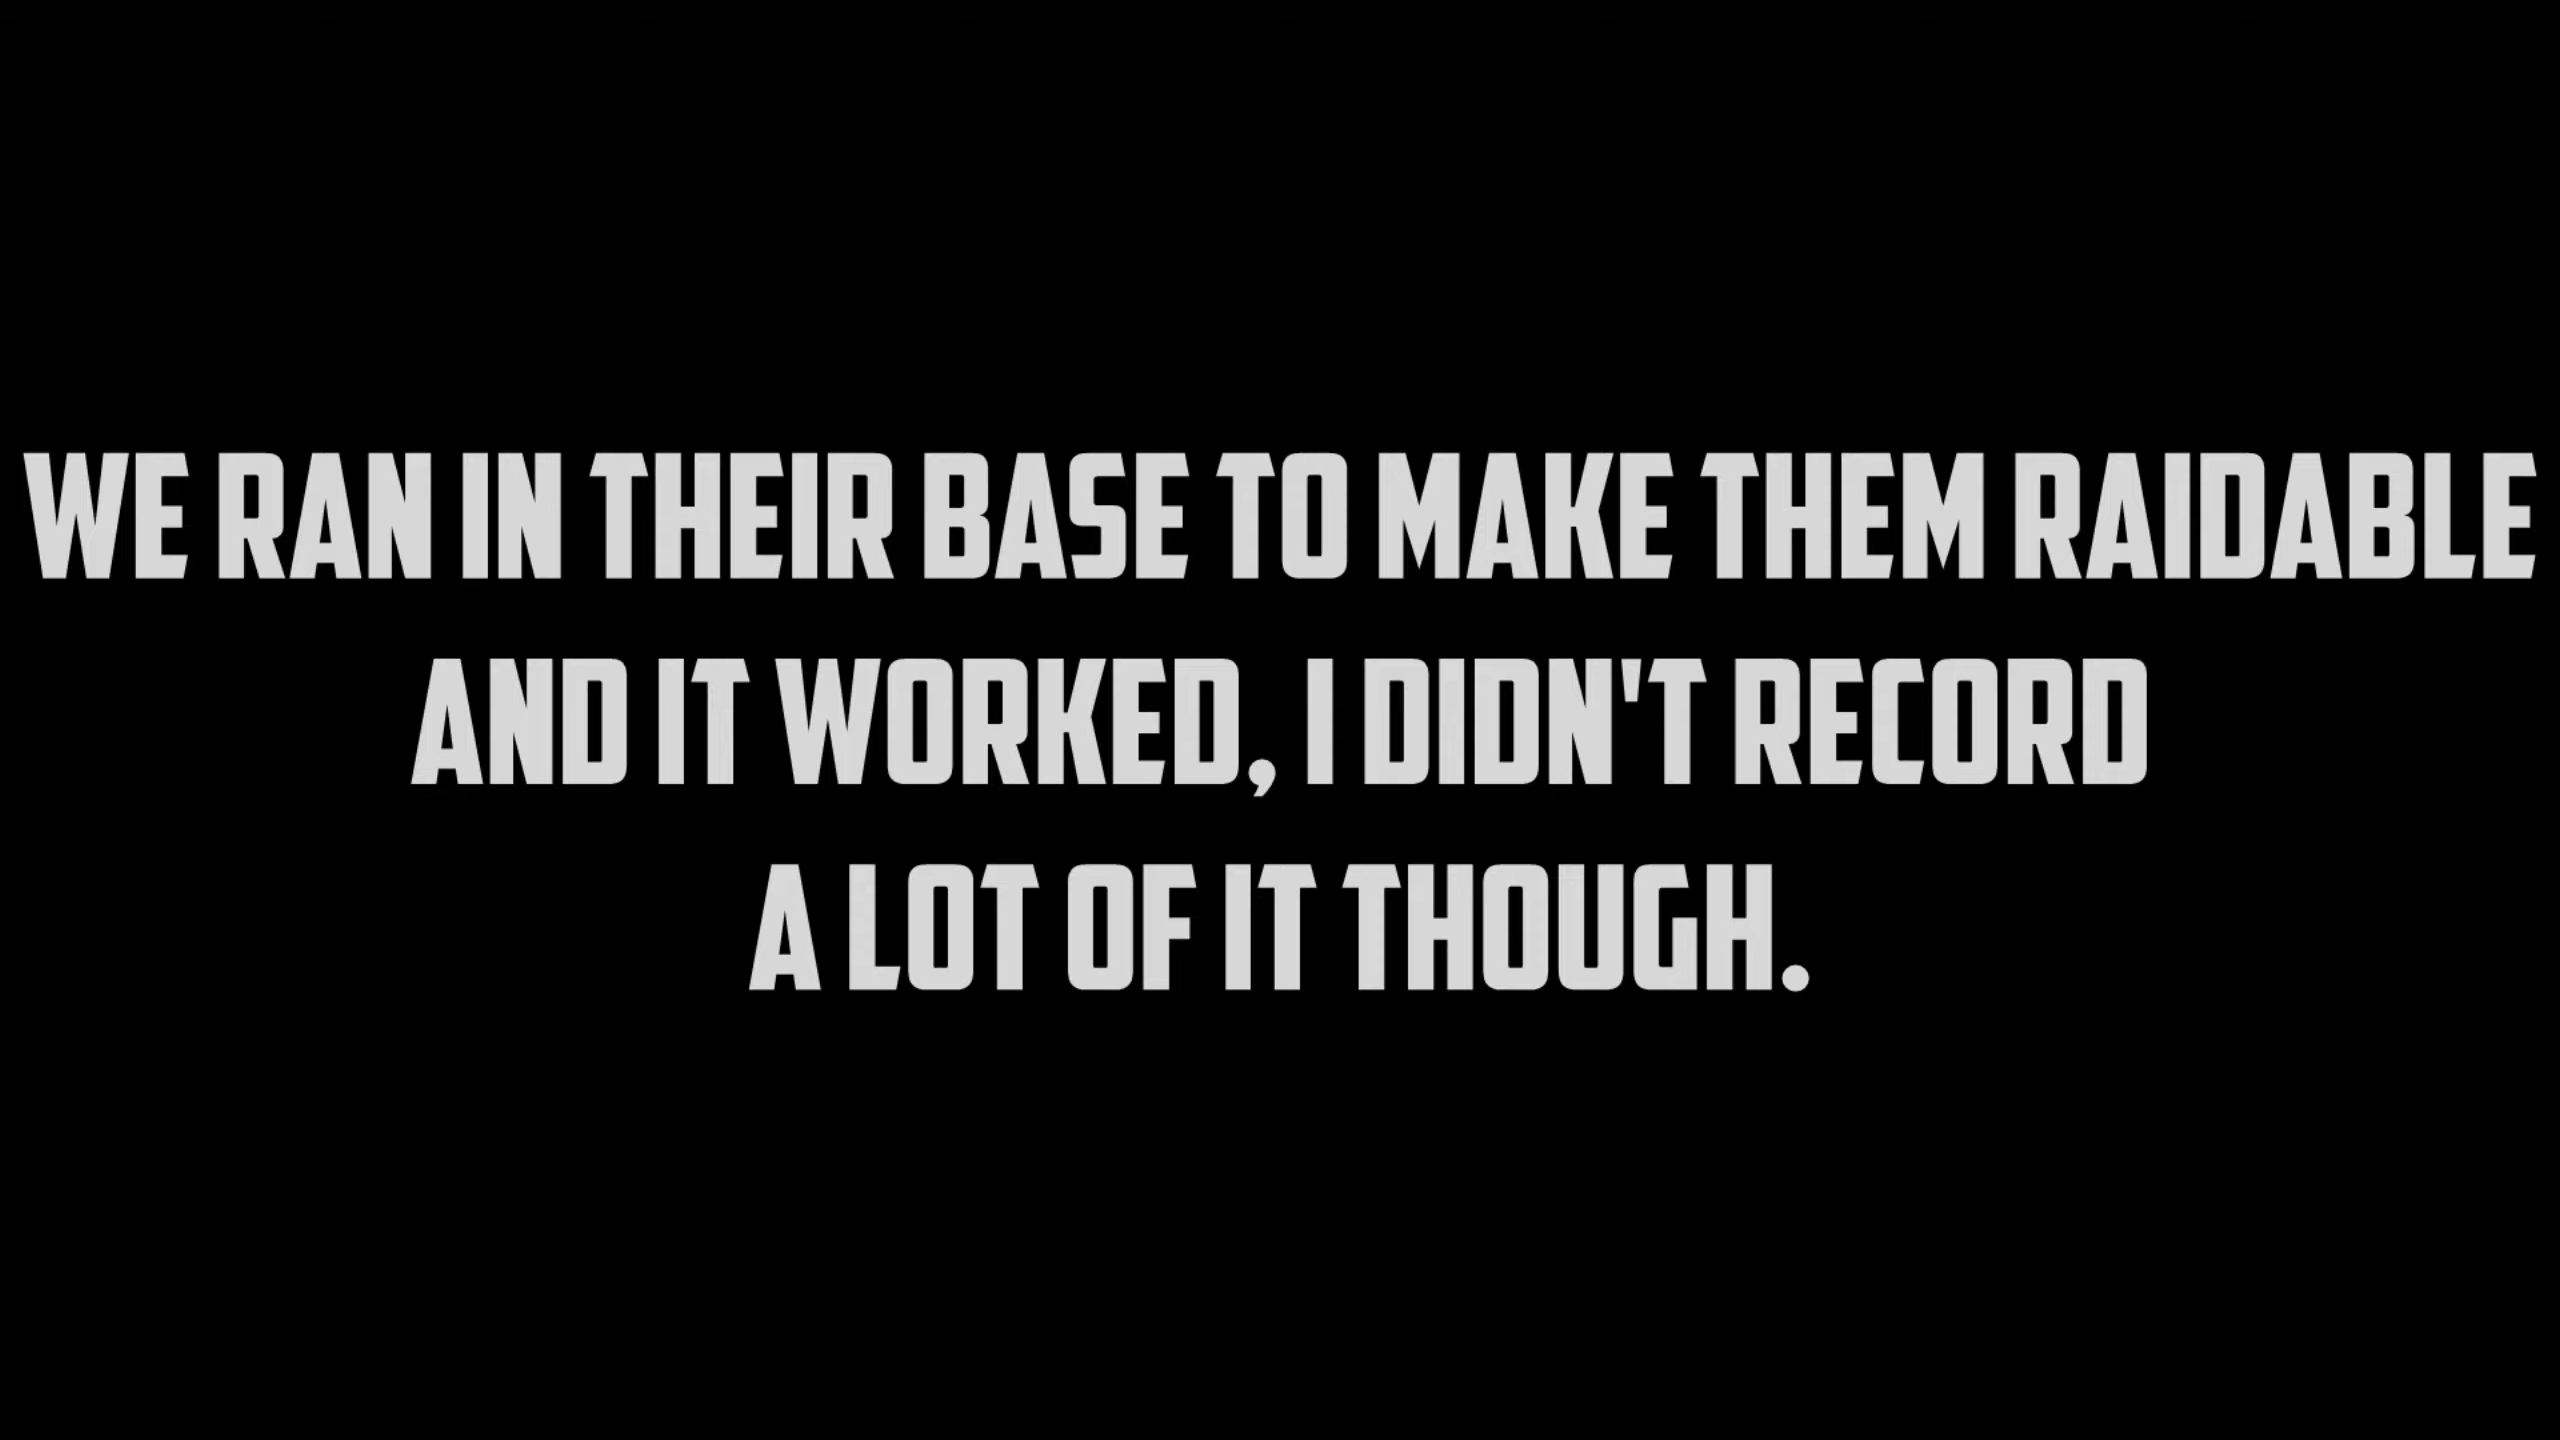 WE RAN IN THEIR BASE TO MAKE THEM RAIDABLE
AND IT WORKED, I DIDN'T RECORD
A LOT OF IT THOUGH.